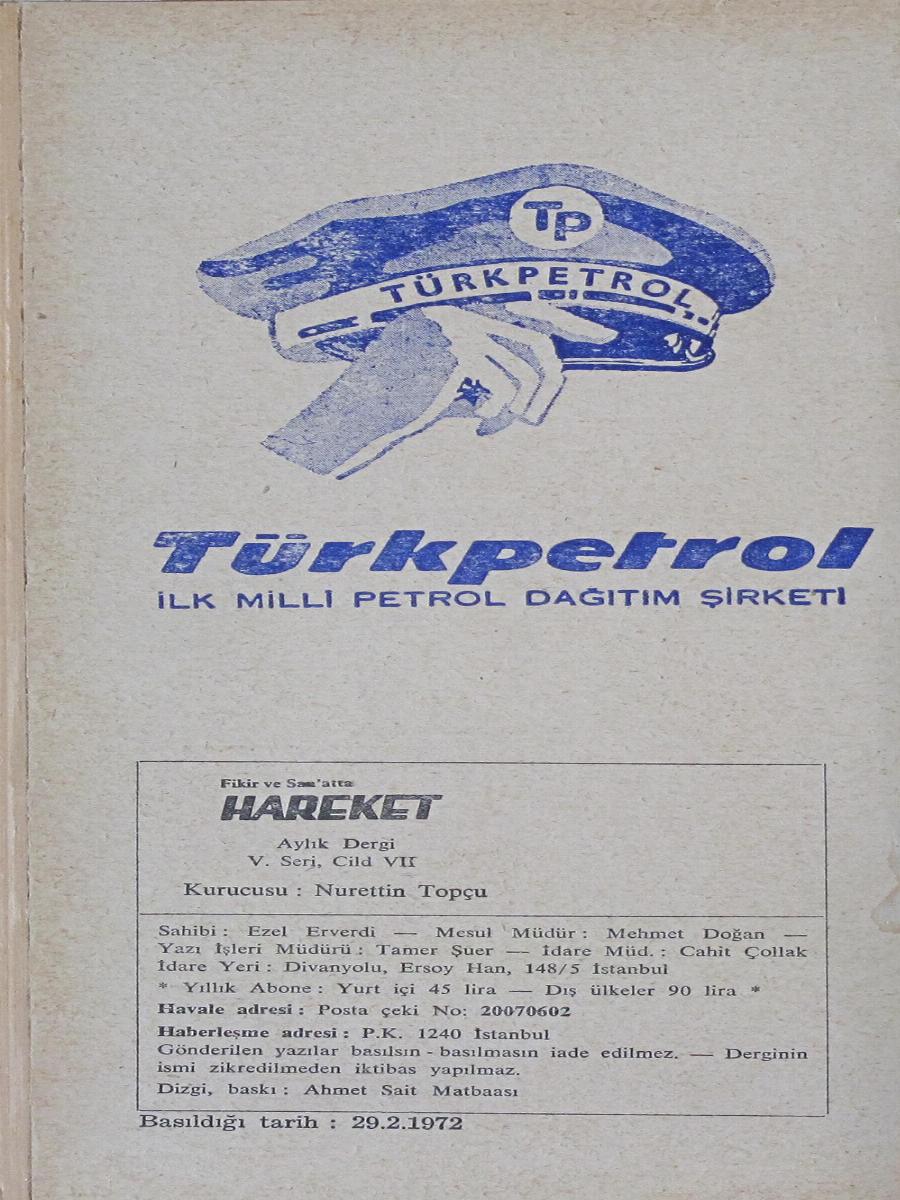 TP
TÜRKPETROL
Türkpetrol
İLK MİLLİ PETROL DAĞITIM ŞİRKETİ
Fikir ve San'atta
HAREKET
Aylık Dergi
V. Seri, Cild VII
Kurucusu : Nurettin Topçu
Sahibi : Ezel Erverdi — Mesul Müdür : Mehmet Doğan —
Yazı İşleri Müdürü : Tamer Şuer — İdare Müd. : Cahit Çollak
İdare Yeri : Divanyolu, Ersoy Han, 148/5 İstanbul
* Yıllık Abone : Yurt içi 45 lira — Dış ülkeler 90 lira *
Havale adresi : Posta çeki No: 20070602
Haberleşme adresi : P.K. 1240 İstanbul
Gönderilen yazılar basılsın - basılmasın iade edilmez. — Derginin
ismi zikredilmeden iktibas yapılmaz.
Dizgi, baskı : Ahmet Sait Matbaası
Basıldığı tarih : 29.2.1972